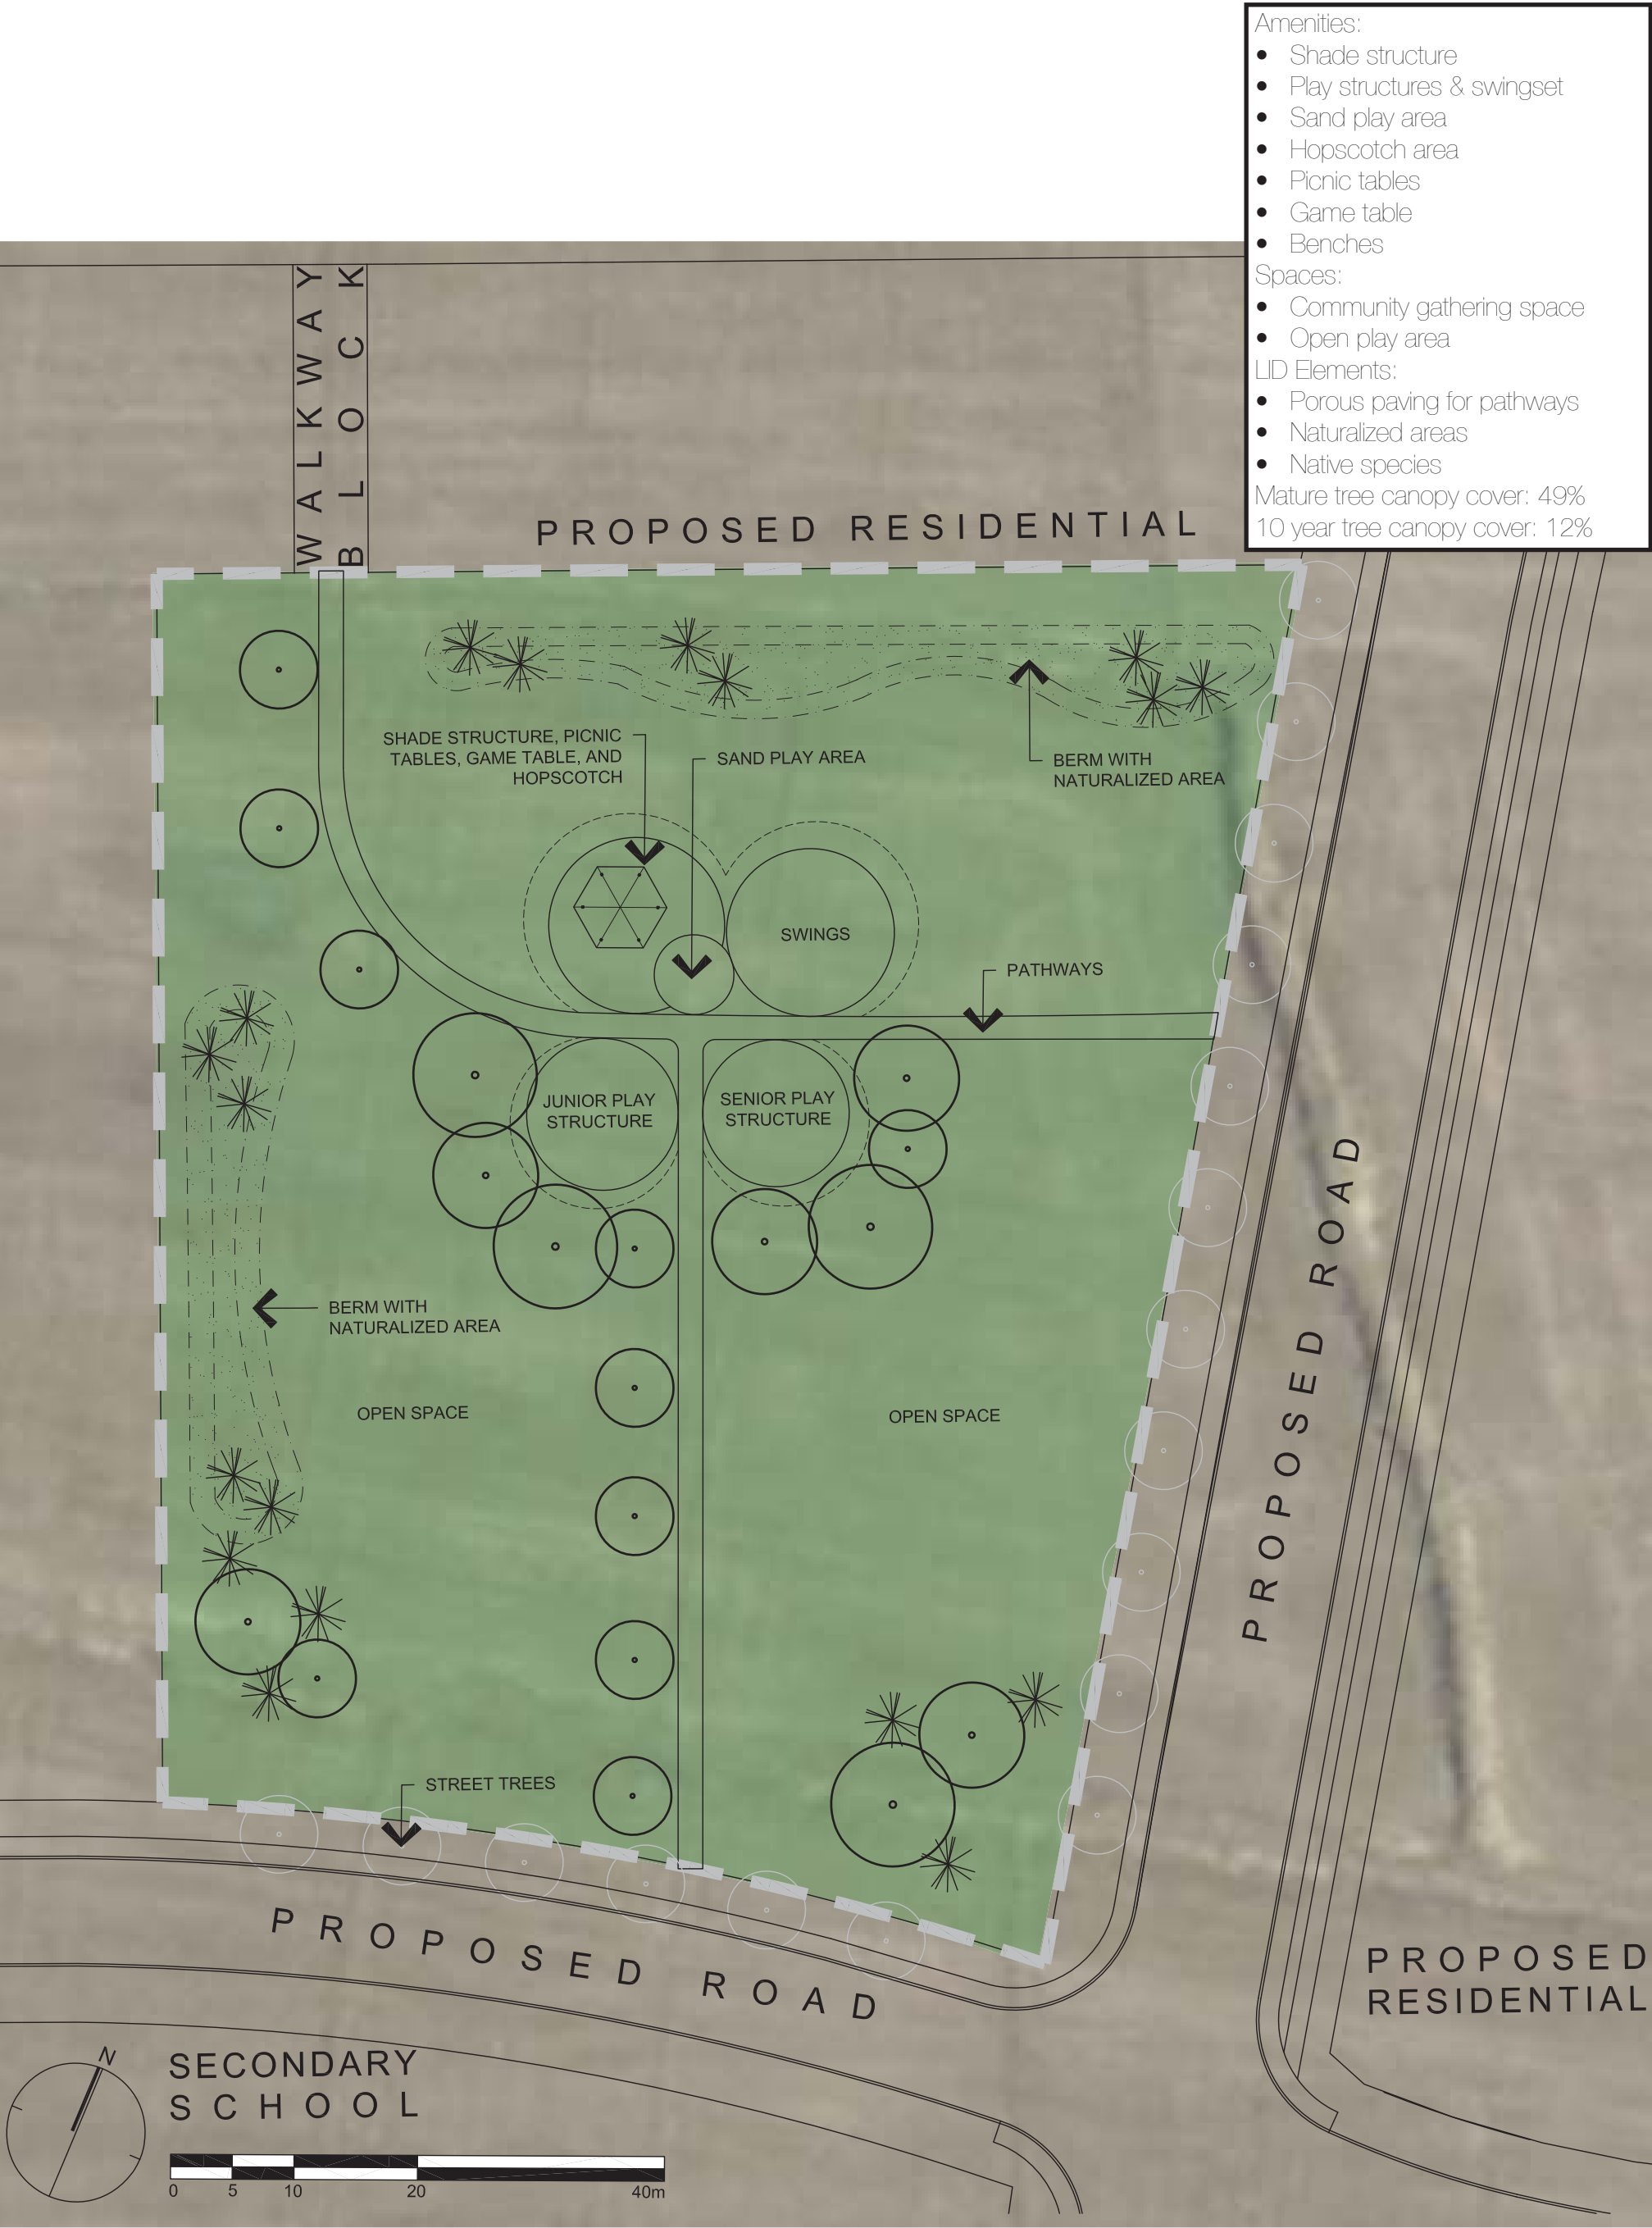 Amenities:
• Shade structure
• Play structures & swingset
• Sand play area
• Hopscotch area
• Picnic tables
• Game table
• Benches
Spaces:
• Community gathering space
• Open play area
LID Elements:
• Porous paving for pathways
• Naturalized areas
• Native species
Mature tree canopy cover: 49%
10 year tree canopy cover: 12%
WALKWAY
BLOCK
PROPOSED RESIDENTIAL
SHADE STRUCTURE, PICNIC
TABLES, GAME TABLE, AND
HOPSCOTCH
SAND PLAY AREA
BERM WITH
NATURALIZED AREA
SWINGS
PATHWAYS
JUNIOR PLAY
STRUCTURE
SENIOR PLAY
STRUCTURE
PROPOSED ROAD
BERM WITH
NATURALIZED AREA
OPEN SPACE
OPEN SPACE
STREET TREES
PROPOSED ROAD
PROPOSED
RESIDENTIAL
N
SECONDARY
SCHOOL
0 5 10 20 40m